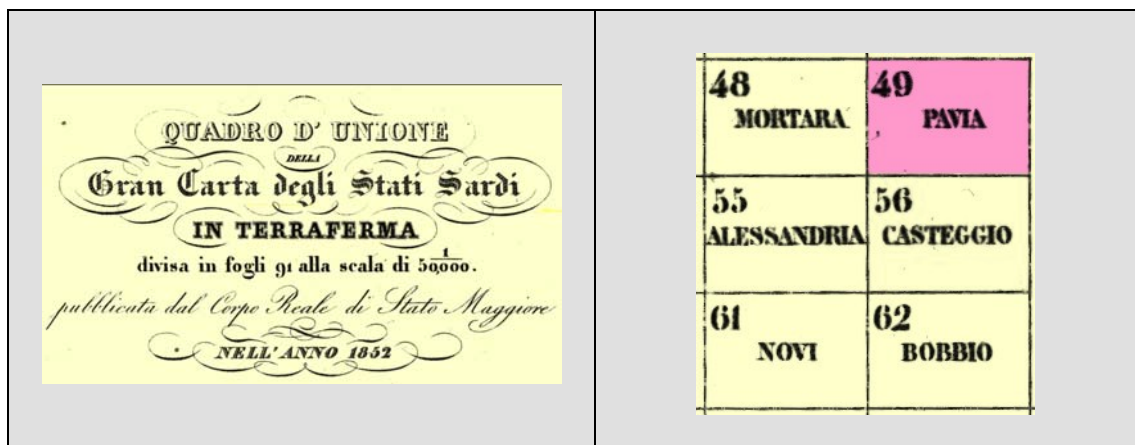 QUADRO D' UNIONE
DELLA
Gran Carta degli Stati Sardi
IN TERRAFERMA
divisa in fogli 91 alla scala di 1/50,000.
pubblicata dal Corpo Reale di Stato Maggiore
NELL' ANNO 1852
48
MORTARA
49
PAVIA
55
ALESSANDRIA
56
CASTEGGIO
61
NOVI
62
BOBBIO